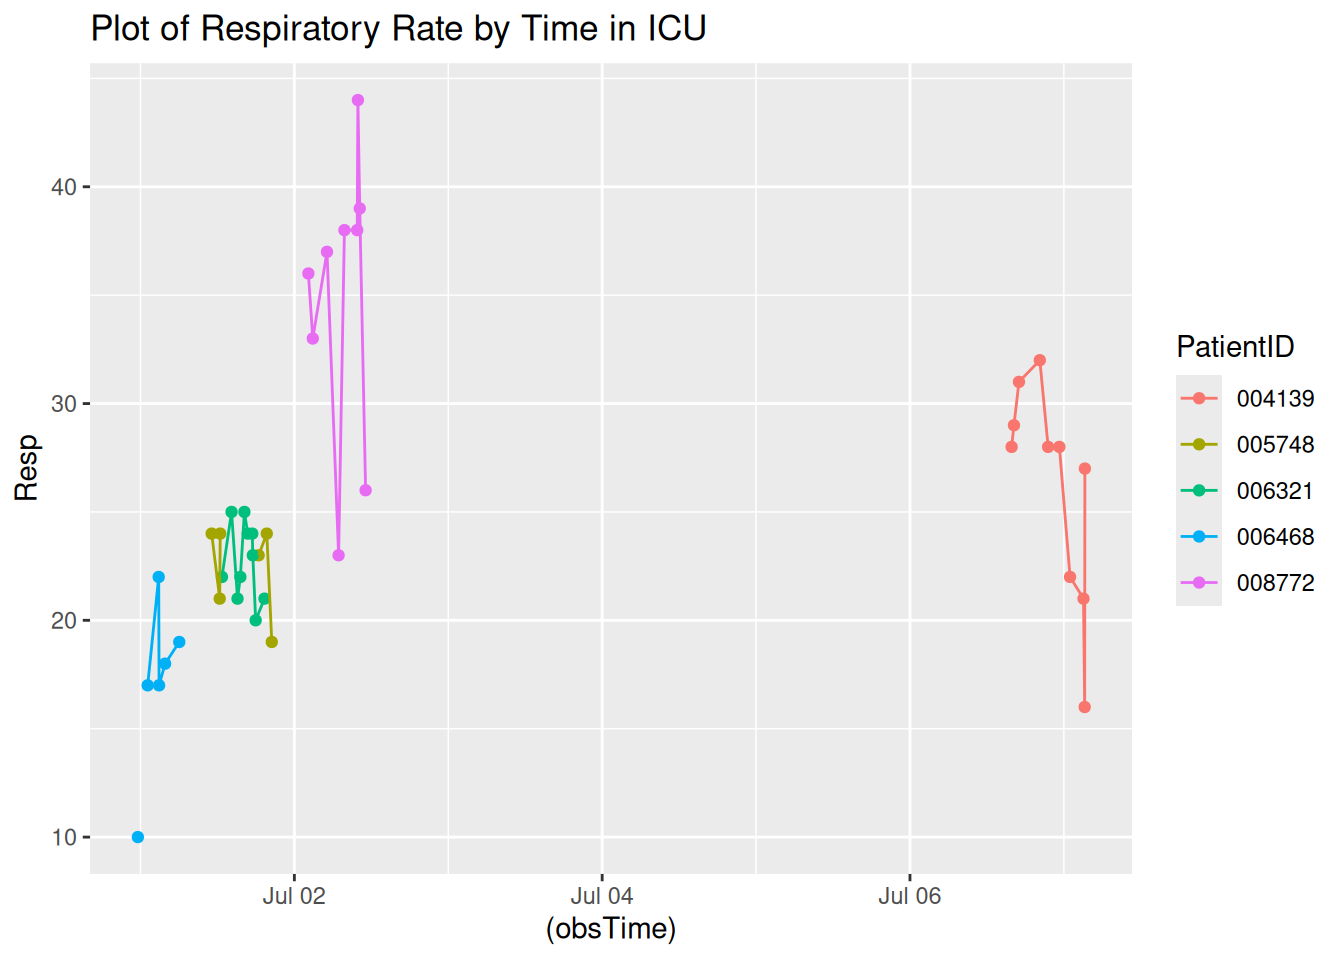 Plot of Respiratory Rate by Time in ICU
Resp
40
30
20
10
Jul 02
Jul 04
Jul 06
(obsTime)
PatientID
004139
005748
006321
006468
008772